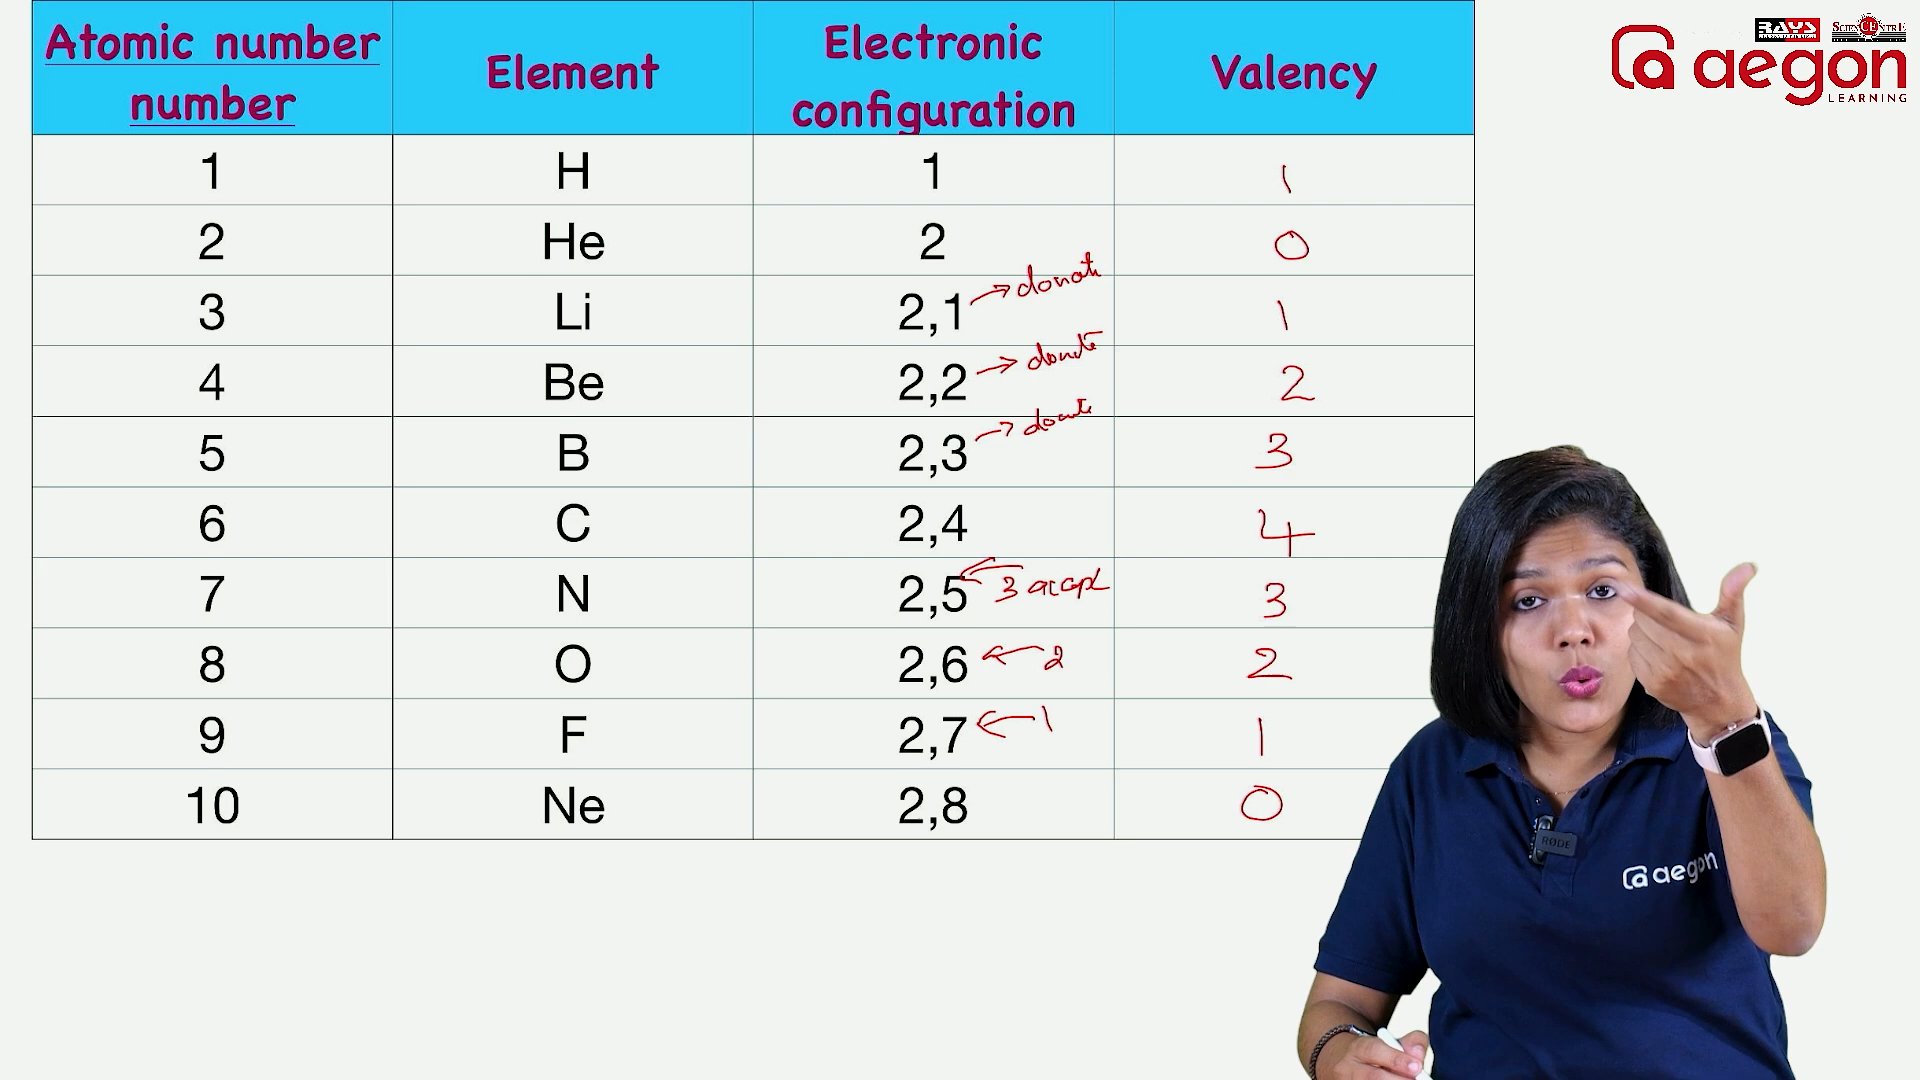 Atomic number number Element Electronic configuration Valency
1 H 1 1
2 He 2 0
3 Li 2,1 → donate 1
4 Be 2,2 → donate 2
5 B 2,3 → donate 3
6 C 2,4 4
7 N 2,5 ← 3 accept 3
8 O 2,6 ← 2 2
9 F 2,7 ← 1 1
10 Ne 2,8 0
RAYS SCIENCENTRE
aegon
LEARNING
RODE
aegon